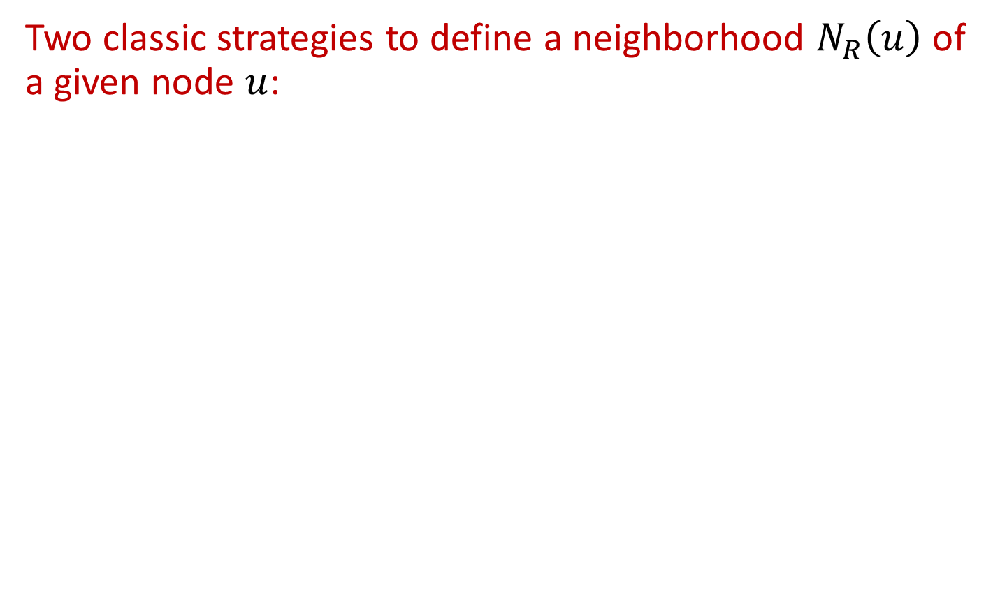 Two classic strategies to define a neighborhood $N_R(u)$ of
a given node $u$: